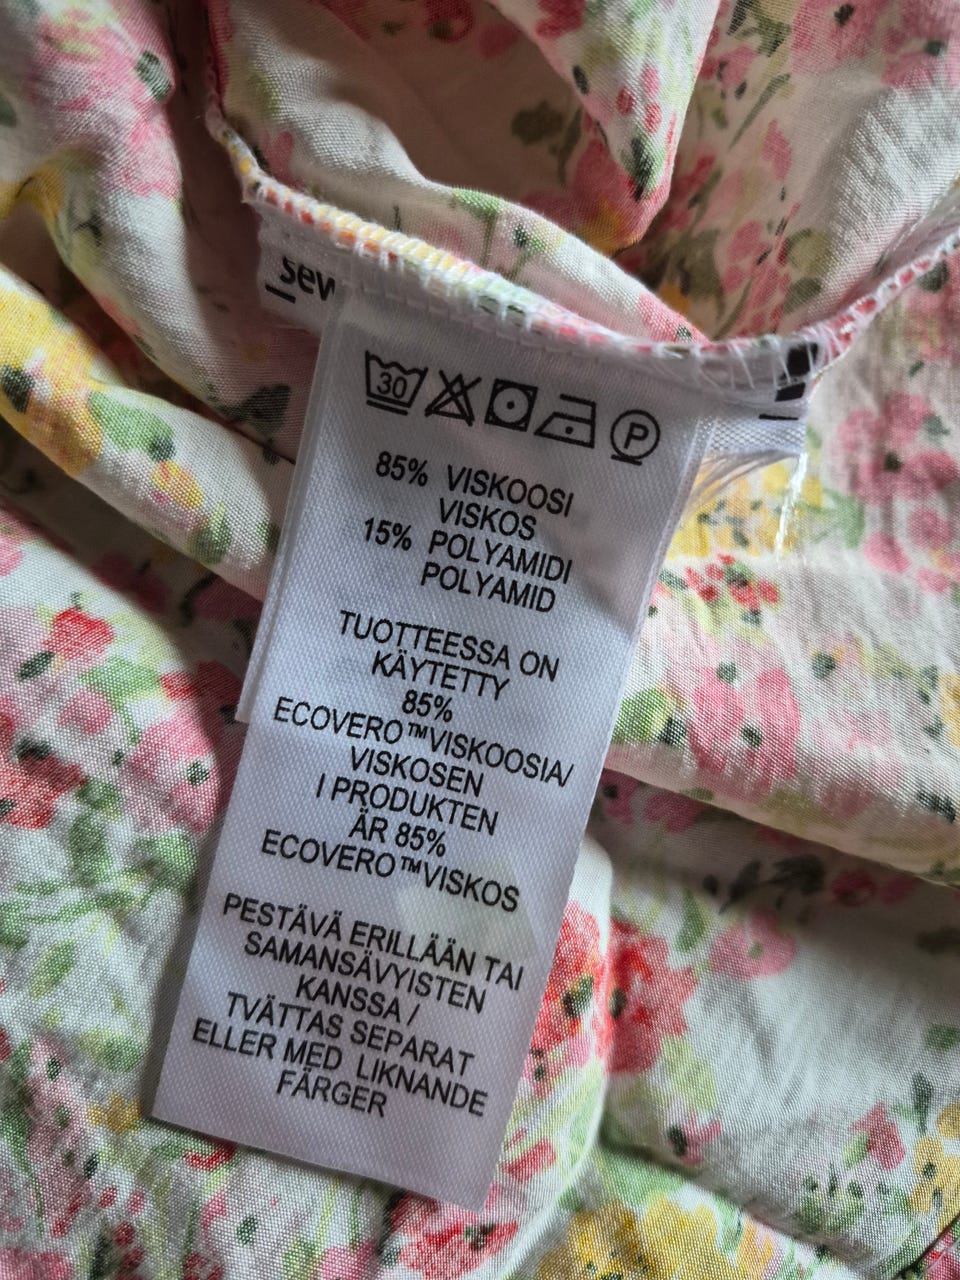 30 P
85% VISKOOSI
VISKOS
15% POLYAMIDI
POLYAMID
TUOTTEESSA ON
KÄYTETTY
85%
ECOVERO™VISKOOSIA/
VISKOSEN
I PRODUKTEN
ÄR 85%
ECOVERO™VISKOS
PESTÄVÄ ERILLÄÄN TAI
SAMANSÄVYISTEN
KANSSA /
TVÄTTAS SEPARAT
ELLER MED LIKNANDE
FÄRGER